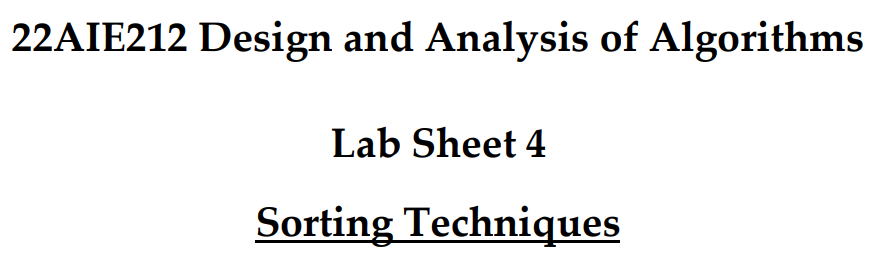 22AIE212 Design and Analysis of Algorithms
Lab Sheet 4
Sorting Techniques